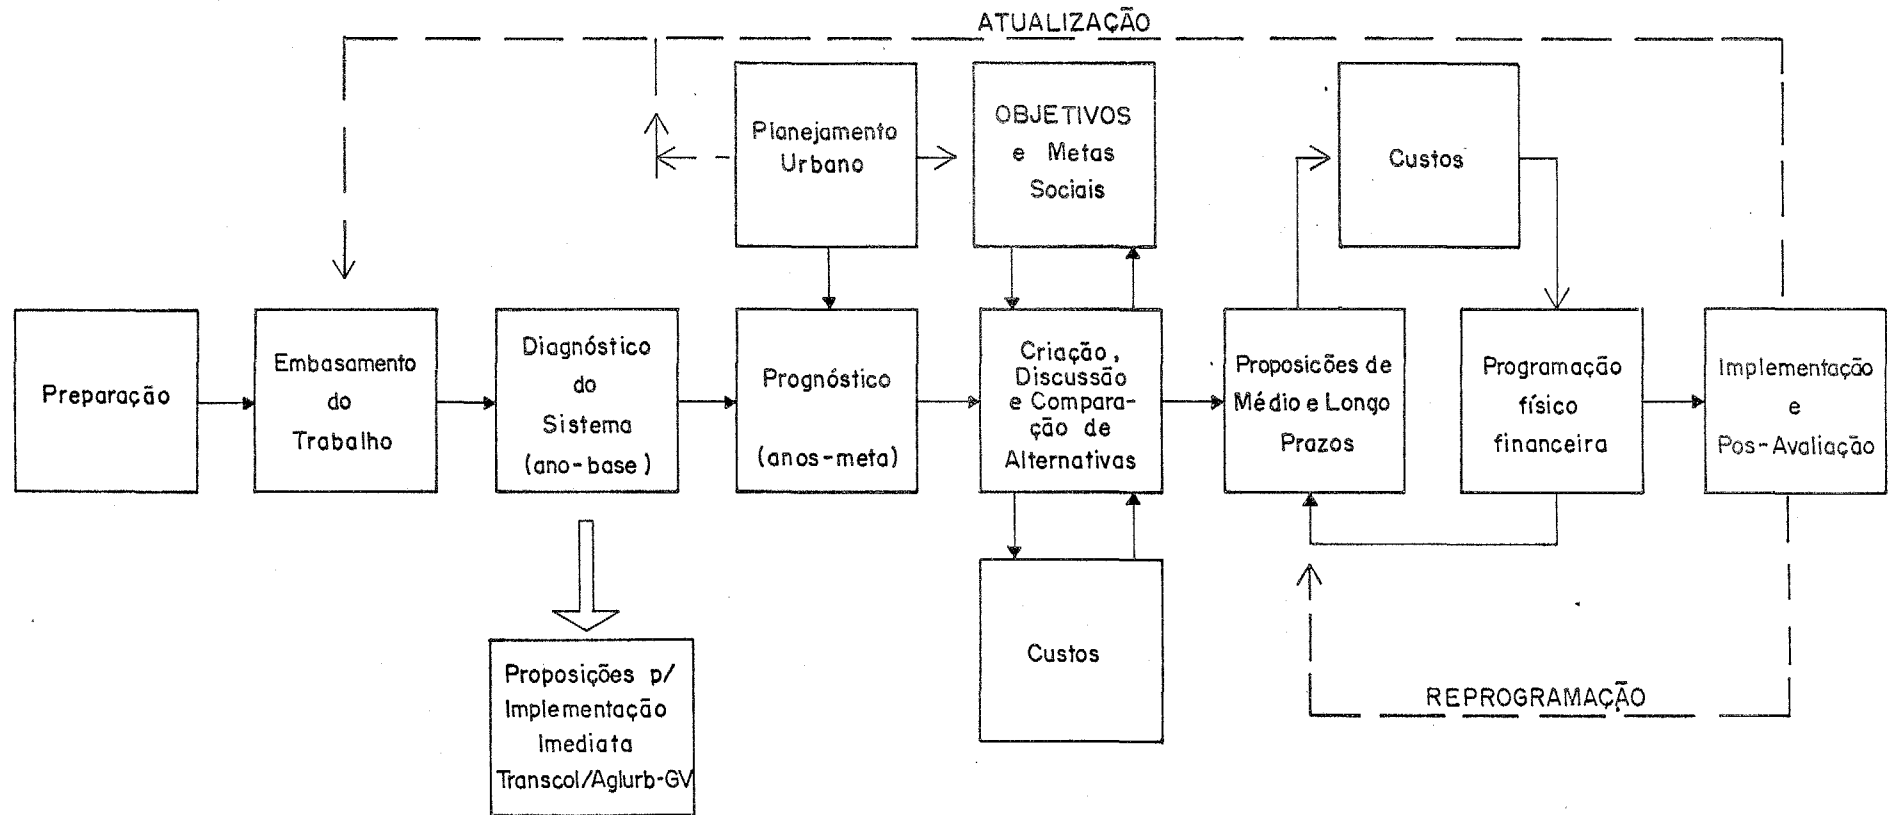 ATUALIZAÇÃO
Planejamento
Urbano
OBJETIVOS
e Metas
Sociais
Custos
Preparação
Embasamento
do
Trabalho
Diagnóstico
do
Sistema
(ano-base)
Prognóstico
(anos-meta)
Criação,
Discussão
e Compara-
ção de
Alternativas
Proposicões de
Médio e Longo
Prazos
Programação
físico
financeira
Implementação
e
Pos-Avaliação
Proposições p/
Implementação
Imediata
Transcol/Aglurb-GV
Custos
REPROGRAMAÇÃO